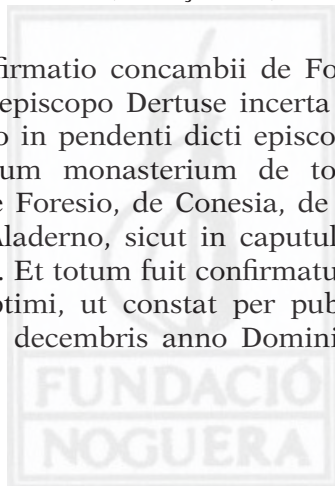 firmatio concambii de Fo
episcopo Dertuse incerta
o in pendenti dicti episco
um monasterium de to
e Foresio, de Conesia, de
Aladerno, sicut in caputul
. Et totum fuit confirmatu
ptimi, ut constat per pub
decembris anno Domini
FUNDACIÓ
NOGUERA